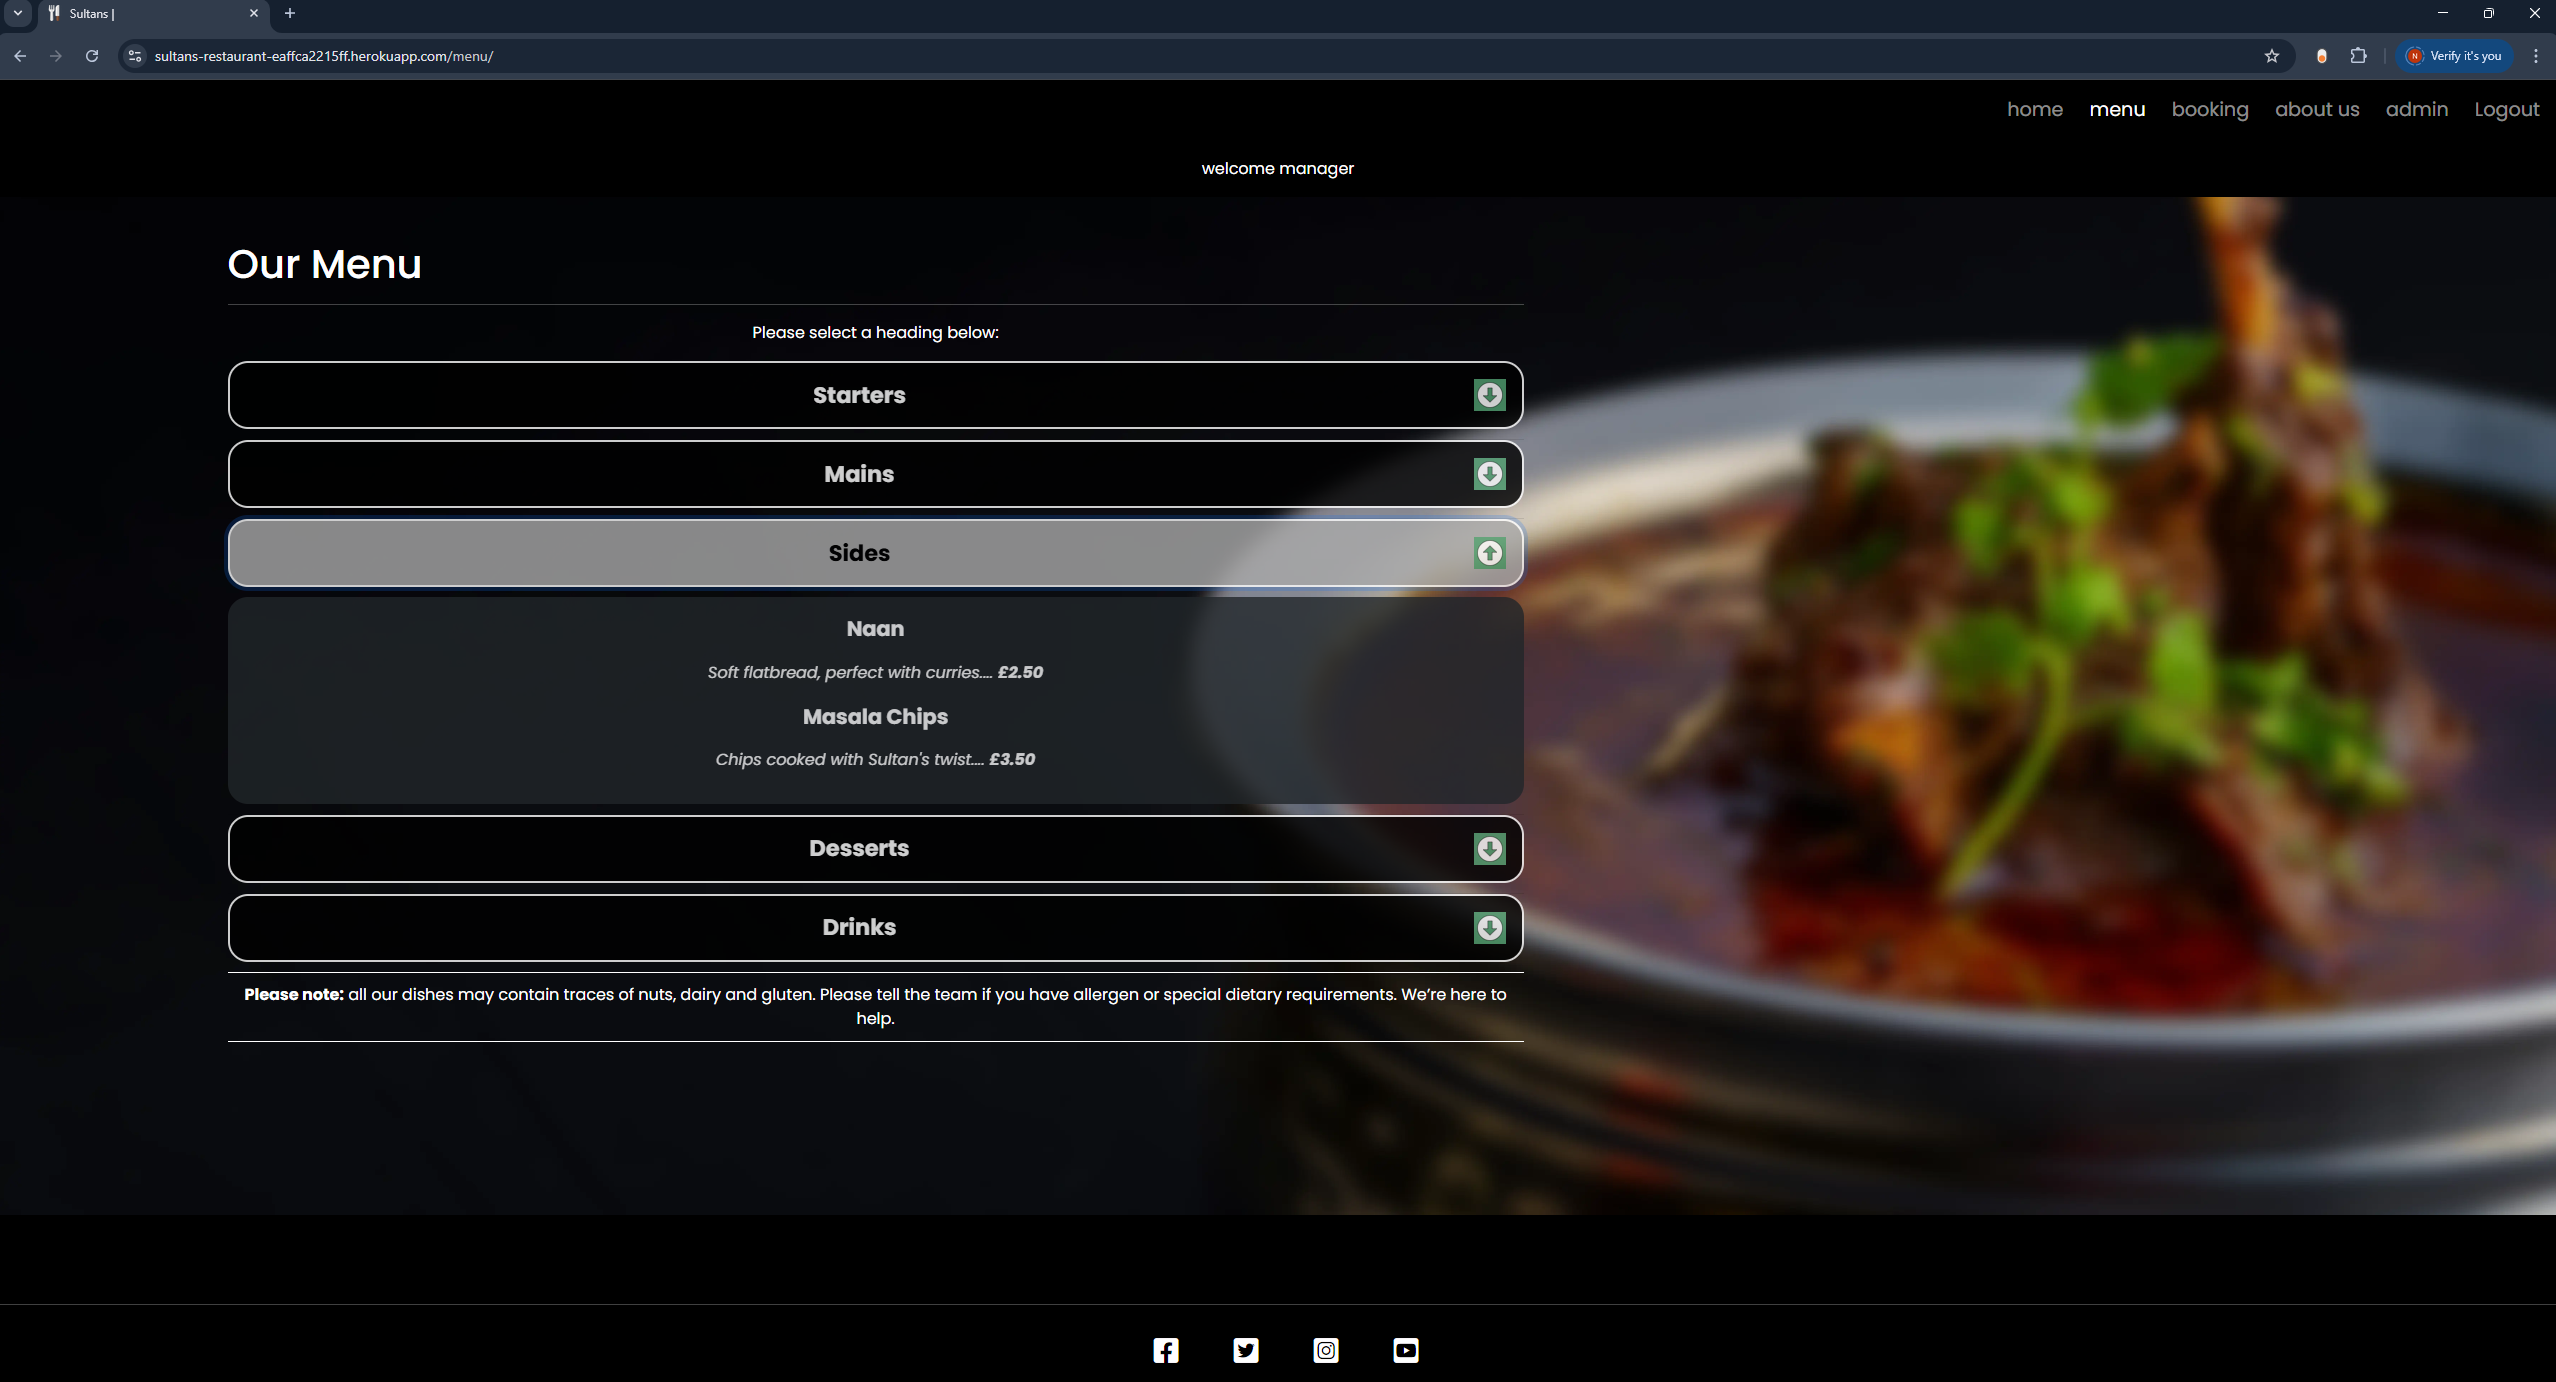 Sultans |
sultans-restaurant-eaffca2215ff.herokuapp.com/menu/
N Verify it's you
home menu booking about us admin Logout
welcome manager
Our Menu
Please select a heading below:
Starters
Mains
Sides
Naan
Soft flatbread, perfect with curries.... £2.50
Masala Chips
Chips cooked with Sultan's twist.... £3.50
Desserts
Drinks
Please note: all our dishes may contain traces of nuts, dairy and gluten. Please tell the team if you have allergen or special dietary requirements. We’re here to
help.